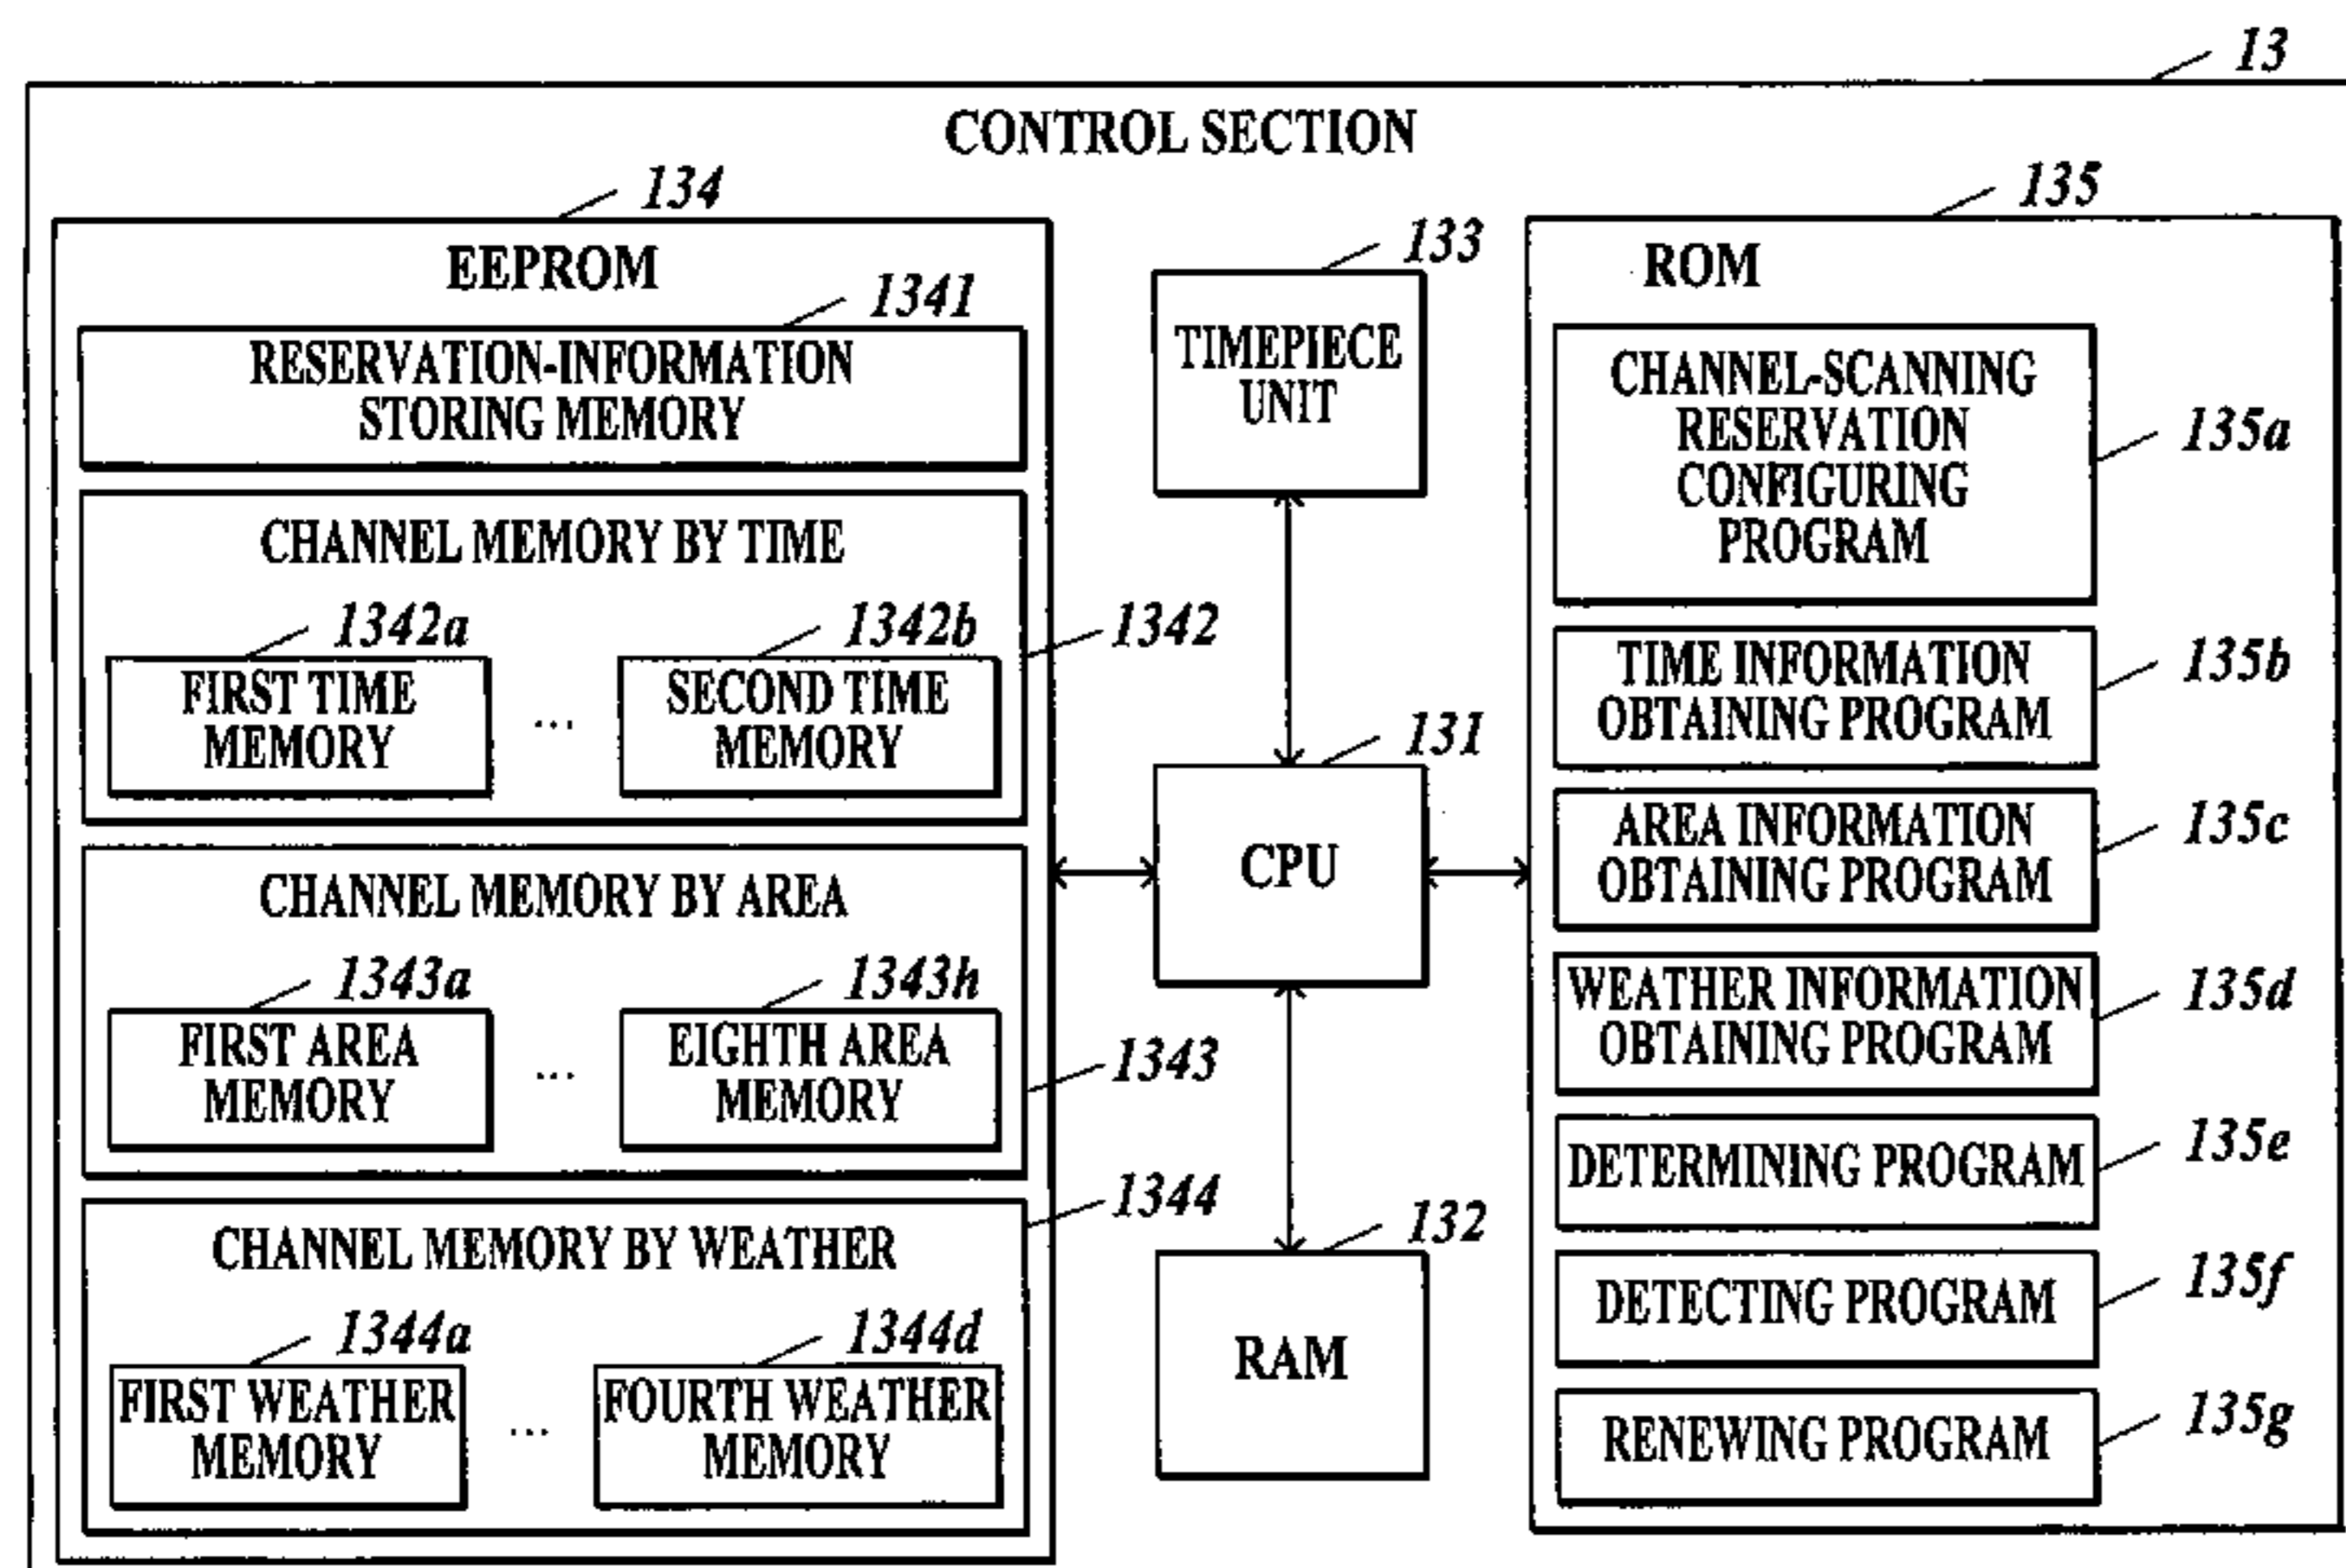 13
CONTROL SECTION
134
EEPROM
1341
RESERVATION-INFORMATION
STORING MEMORY
CHANNEL MEMORY BY TIME
1342a
1342b
1342
FIRST TIME
MEMORY
...
SECOND TIME
MEMORY
CHANNEL MEMORY BY AREA
1343a
1343h
1343
FIRST AREA
MEMORY
...
EIGHTH AREA
MEMORY
1344
CHANNEL MEMORY BY WEATHER
1344a
1344d
FIRST WEATHER
MEMORY
...
FOURTH WEATHER
MEMORY
133
TIMEPIECE
UNIT
131
CPU
132
RAM
135
ROM
CHANNEL-SCANNING
RESERVATION
CONFIGURING
PROGRAM
135a
TIME INFORMATION
OBTAINING PROGRAM
135b
AREA INFORMATION
OBTAINING PROGRAM
135c
WEATHER INFORMATION
OBTAINING PROGRAM
135d
DETERMINING PROGRAM
135e
DETECTING PROGRAM
135f
RENEWING PROGRAM
135g